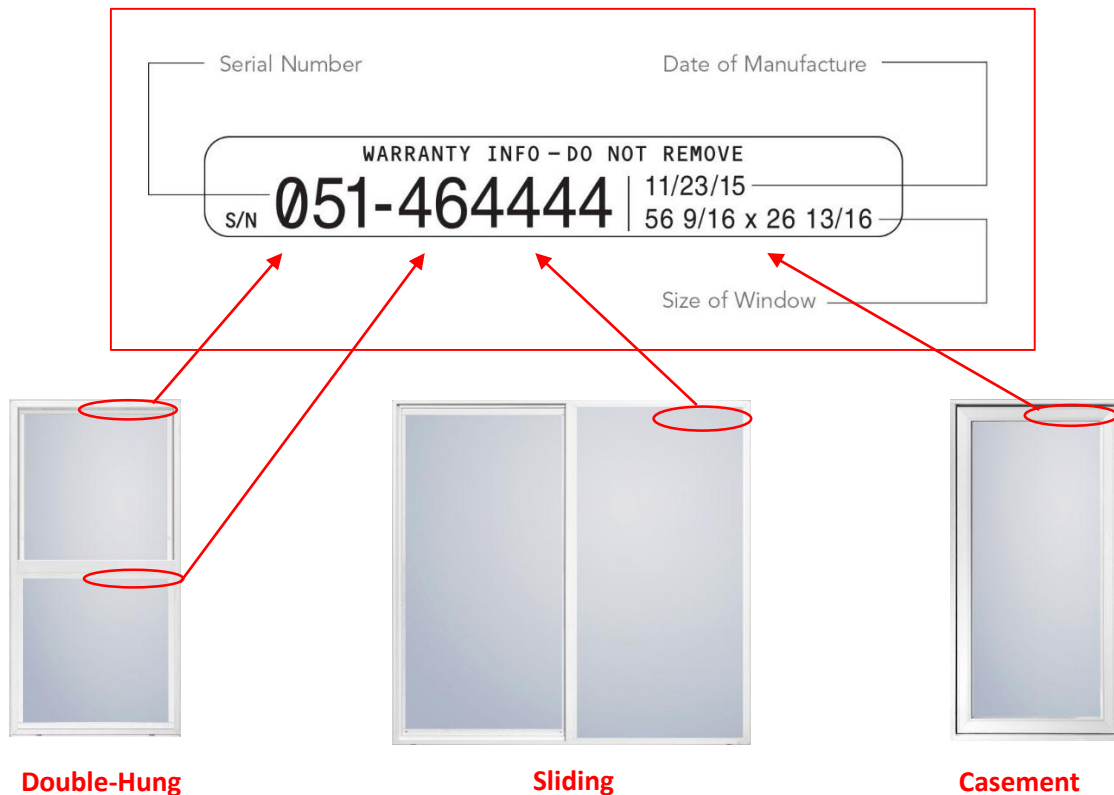 Serial Number
Date of Manufacture
WARRANTY INFO – DO NOT REMOVE
S/N 051-464444
11/23/15
56 9/16 x 26 13/16
Size of Window
Double-Hung
Sliding
Casement